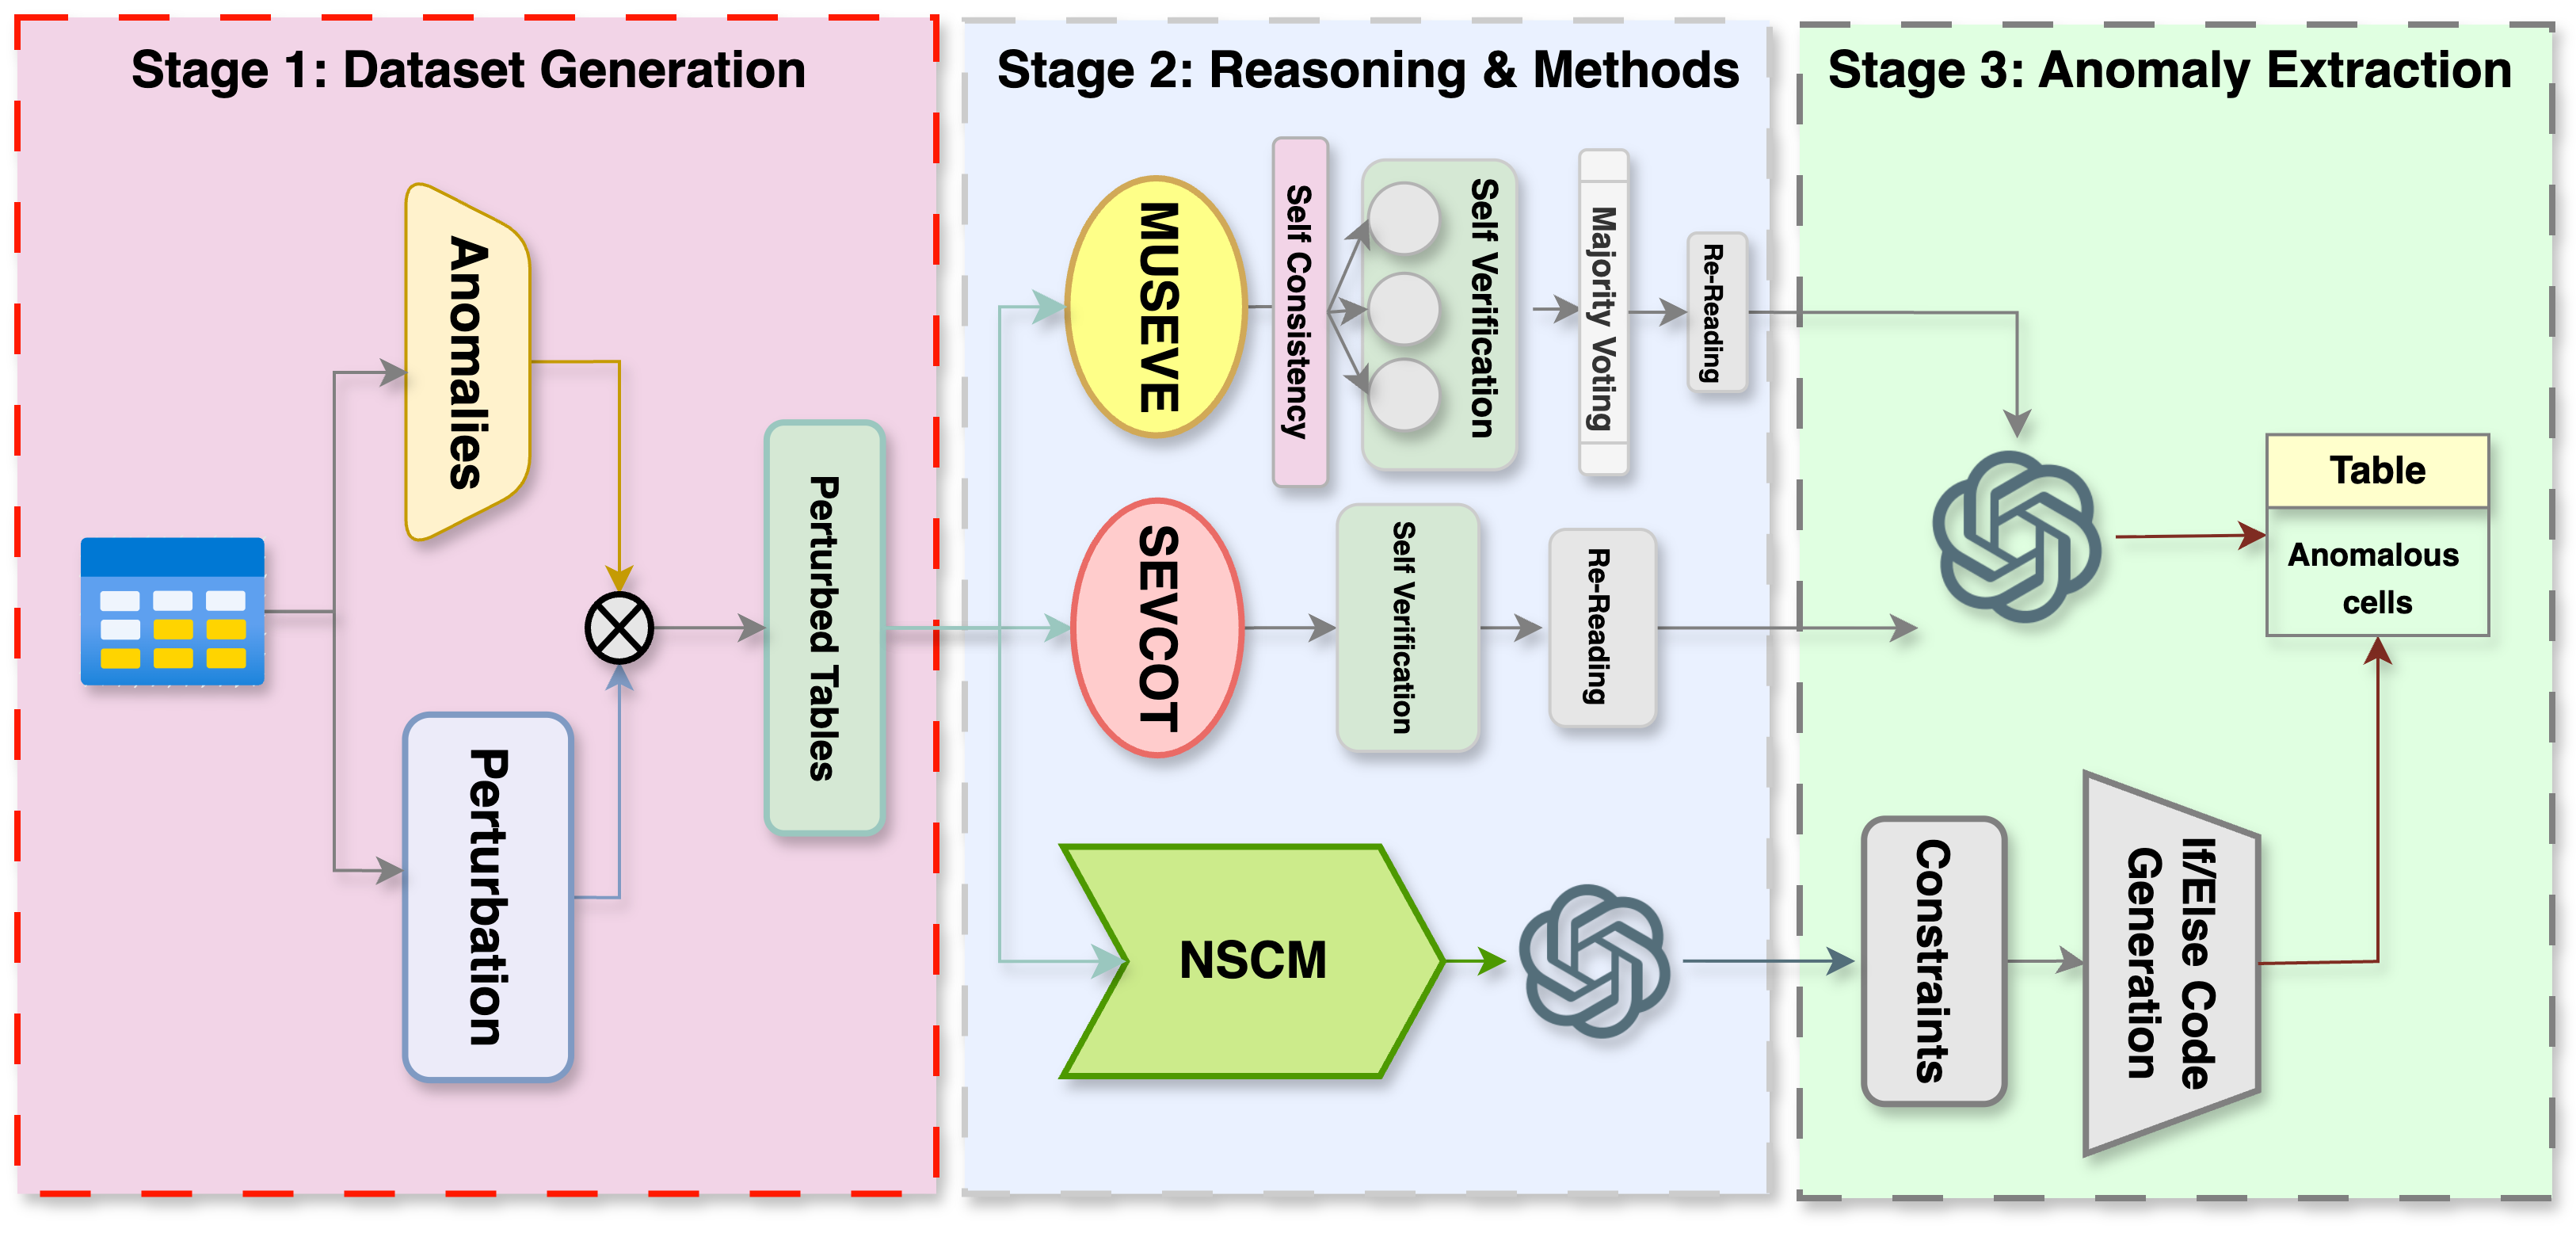 Stage 1: Dataset Generation
Anomalies
Perturbation
Perturbed Tables
Stage 2: Reasoning & Methods
MUSEVE
Self Consistency
Self Verification
Majority Voting
Re-Reading
SEVCOT
Self Verification
Re-Reading
NSCM
Stage 3: Anomaly Extraction
Table
Anomalous
cells
Constraints
If/Else Code
Generation